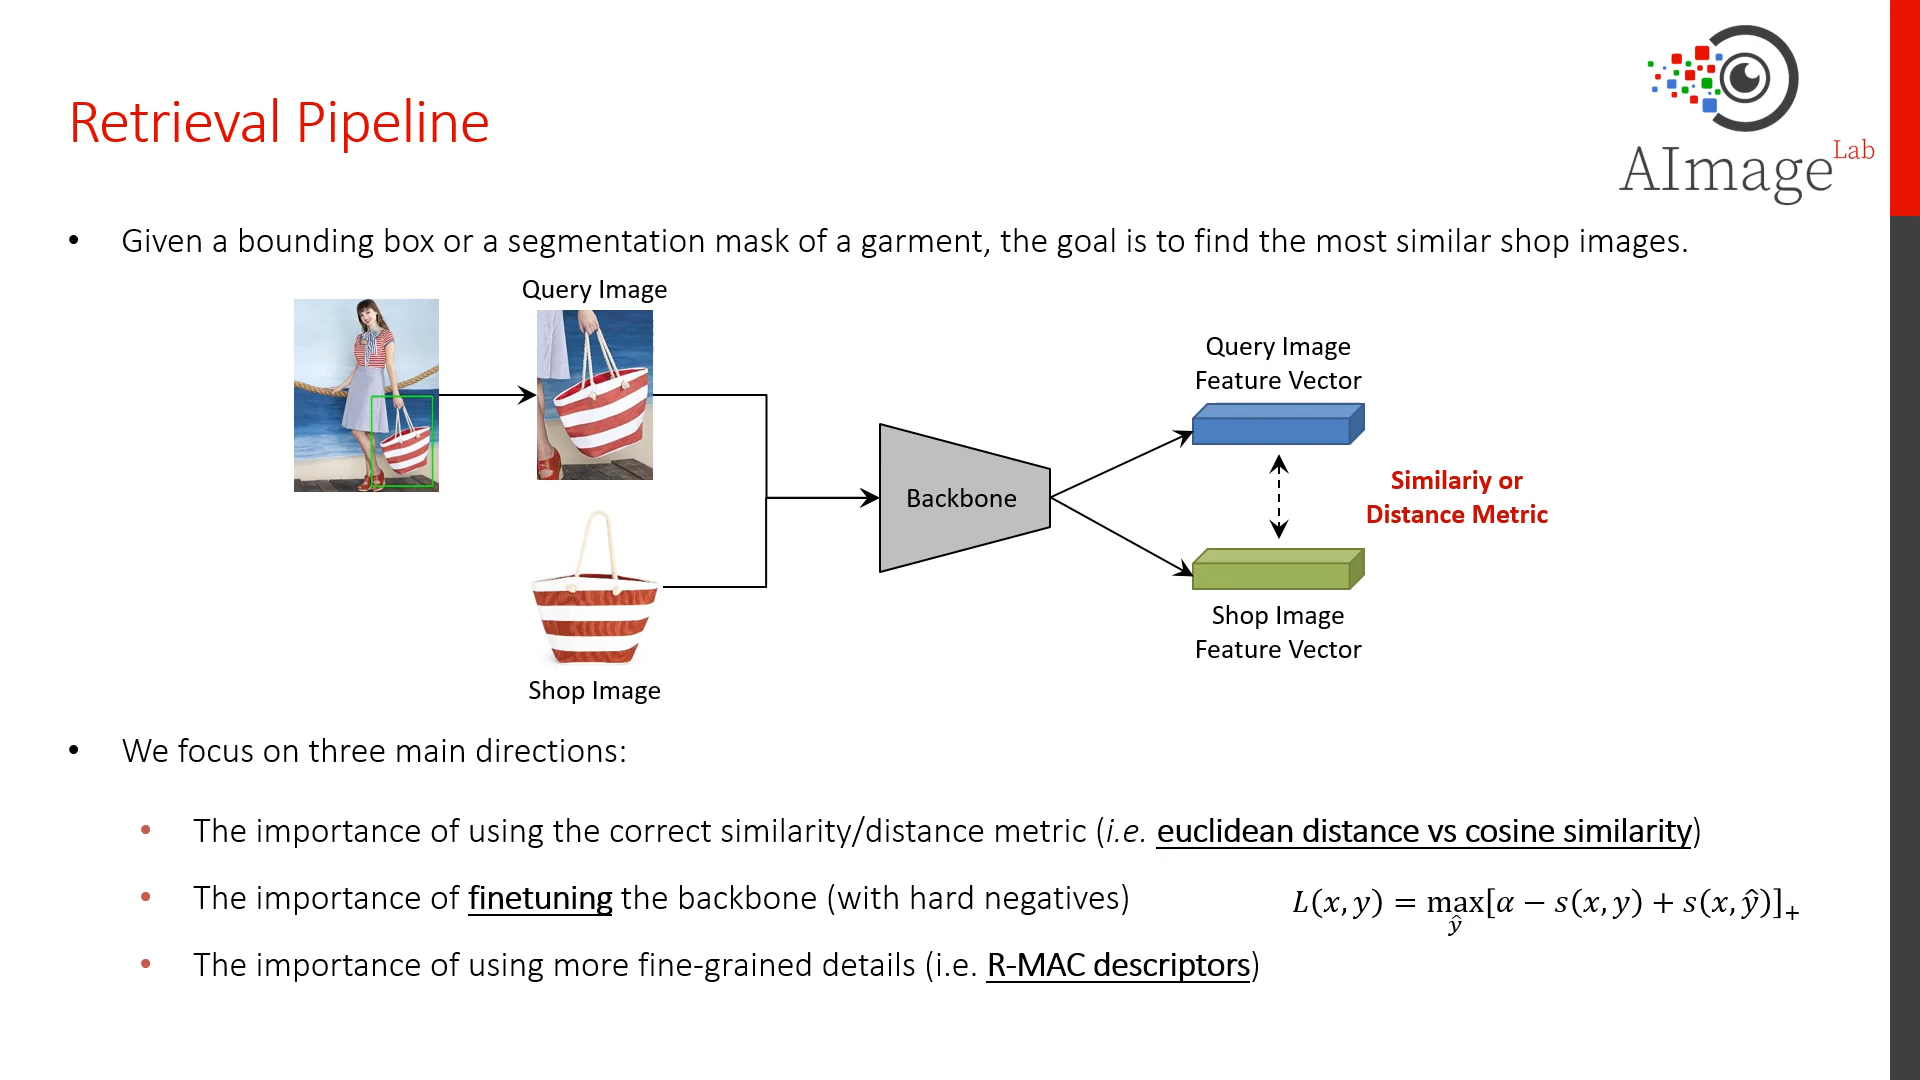 Retrieval Pipeline
AImage Lab
• Given a bounding box or a segmentation mask of a garment, the goal is to find the most similar shop images.
Query Image
Query Image
Feature Vector
Backbone
Similariy or
Distance Metric
Shop Image
Feature Vector
Shop Image
• We focus on three main directions:
• The importance of using the correct similarity/distance metric (i.e. euclidean distance vs cosine similarity)
• The importance of finetuning the backbone (with hard negatives)
L(x, y) = max[α − s(x, y) + s(x, ŷ)]₊
ŷ
• The importance of using more fine-grained details (i.e. R-MAC descriptors)